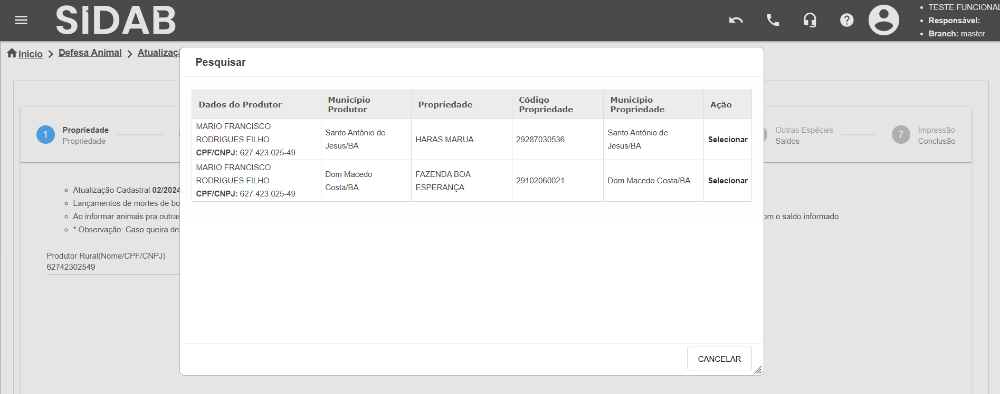 SIDAB
TESTE FUNCIONAL
Responsável:
Branch: master
Início
Defesa Animal
Pesquisar
Dados do Produtor
Município
Produtor
Propriedade
Código
Propriedade
Município
Propriedade
Ação
MARIO FRANCISCO
RODRIGUES FILHO
CPF/CNPJ: 627.423.025-49
Santo Antônio de
Jesus/BA
HARAS MARUA
29287030536
Santo Antônio de
Jesus/BA
Selecionar
MARIO FRANCISCO
RODRIGUES FILHO
CPF/CNPJ: 627.423.025-49
Dom Macedo
Costa/BA
FAZENDA BOA
ESPERANÇA
29102060021
Dom Macedo Costa/BA
Selecionar
CANCELAR
1
Propriedade
Propriedade
Outras Espécies
Saldos
7
Impressão
Conclusão
Atualização Cadastral 02/2024
Lançamentos de mortes de
Ao informar animais pra outras
o saldo informado
* Observação: Caso queira
Produtor Rural(Nome/CPF/CNPJ)
62742302549